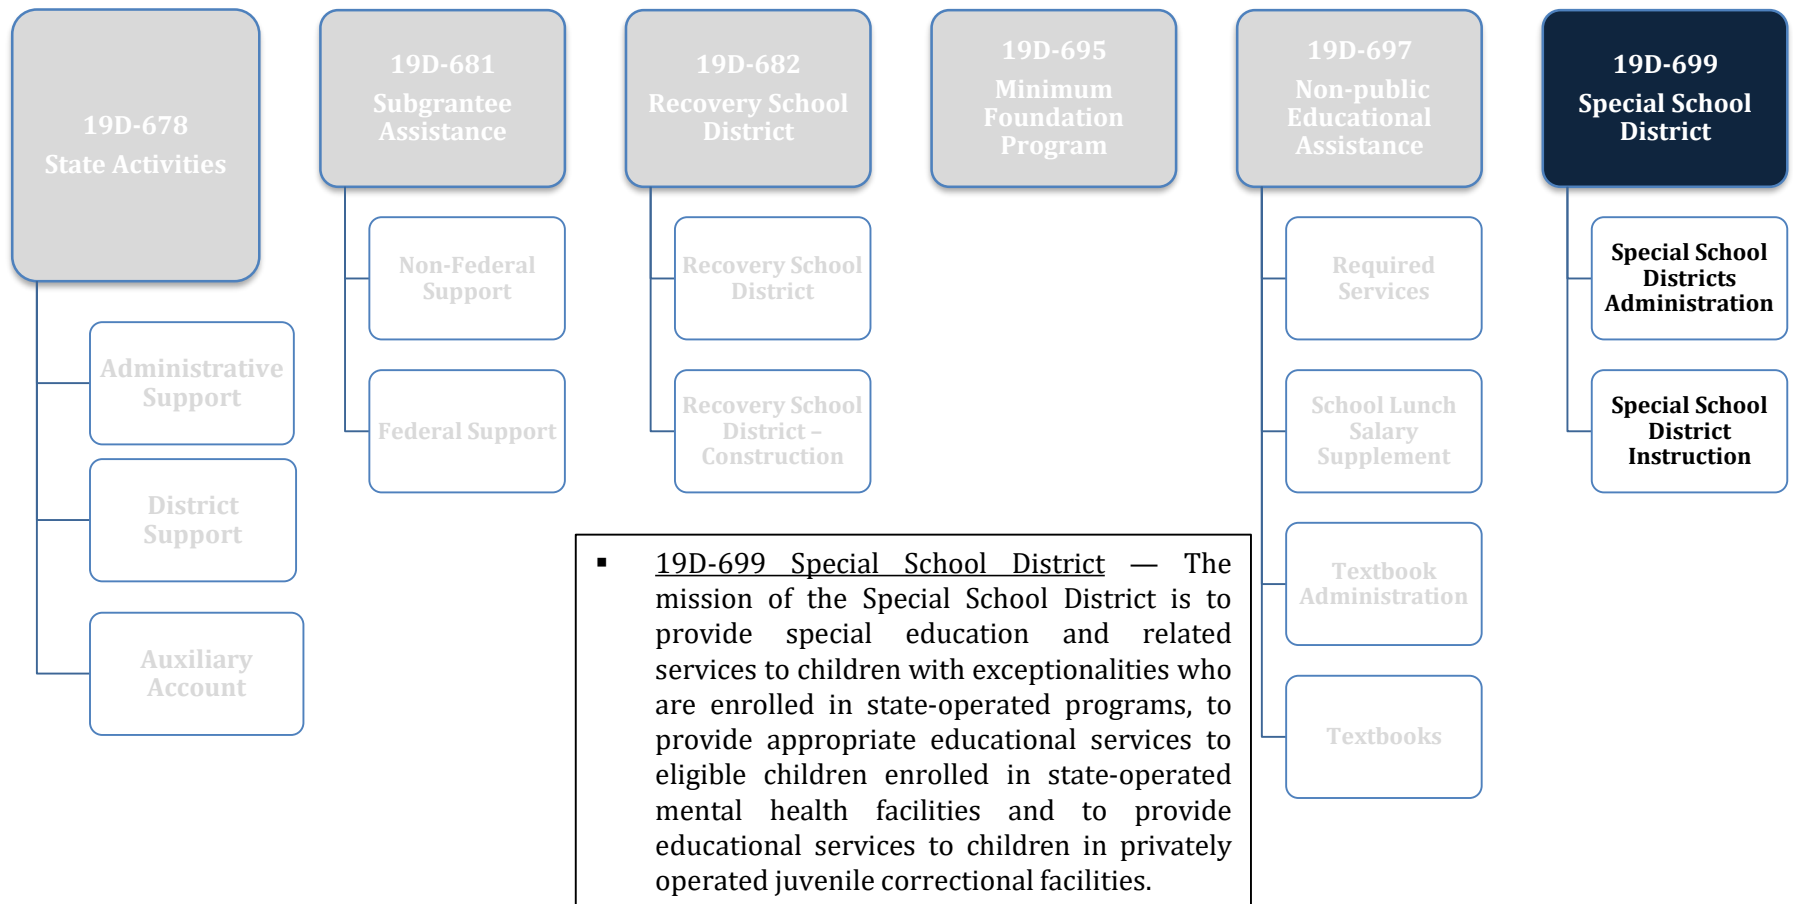 19D-678
State Activities
Administrative
Support
District
Support
Auxiliary
Account
19D-681
Subgrantee
Assistance
Non-Federal
Support
Federal Support
19D-682
Recovery School
District
Recovery School
District
Recovery School
District –
Construction
19D-695
Minimum
Foundation
Program
19D-697
Non-public
Educational
Assistance
Required
Services
School Lunch
Salary
Supplement
Textbook
Administration
Textbooks
19D-699
Special School
District
Special School
Districts
Administration
Special School
District
Instruction
▪ 19D-699 Special School District — The
mission of the Special School District is to
provide special education and related
services to children with exceptionalities who
are enrolled in state-operated programs, to
provide appropriate educational services to
eligible children enrolled in state-operated
mental health facilities and to provide
educational services to children in privately
operated juvenile correctional facilities.